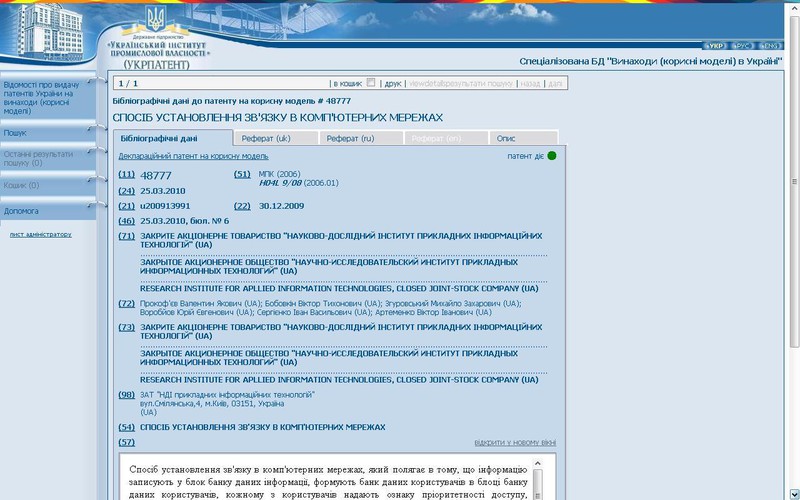 Державне підприємство
"УКРАЇНСЬКИЙ ІНСТИТУТ
ПРОМИСЛОВОЇ ВЛАСНОСТІ"
(УКРПАТЕНТ)
УКР РУС ENG
Спеціалізована БД "Винаходи (корисні моделі) в Україні"
Відомості про видачу
патентів України на
винаходи (корисні
моделі)
Пошук
Останні результати
пошуку (0)
Кошик (0)
Допомога
лист адміністратору
1 / 1 | в кошик | друк | viewdetailsрезультати пошуку | назад | далі
Бібліографічні дані до патенту на корисну модель # 48777
СПОСІБ УСТАНОВЛЕННЯ ЗВ'ЯЗКУ В КОМП'ЮТЕРНИХ МЕРЕЖАХ
Бібліографічні дані Реферат (uk) Реферат (ru) Реферат (en) Опис
Деклараційний патент на корисну модель патент діє
(11) 48777 (51) МПК (2006)
H04L 9/08 (2006.01)
(24) 25.03.2010
(21) u200913991 (22) 30.12.2009
(46) 25.03.2010, бюл. № 6
(71) ЗАКРИТЕ АКЦІОНЕРНЕ ТОВАРИСТВО "НАУКОВО-ДОСЛІДНИЙ ІНСТИТУТ ПРИКЛАДНИХ ІНФОРМАЦІЙНИХ
ТЕХНОЛОГІЙ" (UA)
ЗАКРЫТОЕ АКЦИОНЕРНОЕ ОБЩЕСТВО "НАУЧНО-ИССЛЕДОВАТЕЛЬСКИЙ ИНСТИТУТ ПРИКЛАДНЫХ
ИНФОРМАЦИОННЫХ ТЕХНОЛОГИЙ" (UA)
RESEARCH INSTITUTE FOR APLLIED INFORMATION TECHNOLOGIES, CLOSED JOINT-STOCK COMPANY (UA)
(72) Прокоф'єв Валентин Якович (UA); Бобовкін Віктор Тихонович (UA); Згуровський Михайло Захарович (UA);
Воробйов Юрій Євгенович (UA); Сергієнко Іван Васильович (UA); Артеменко Віктор Іванович (UA)
(73) ЗАКРИТЕ АКЦІОНЕРНЕ ТОВАРИСТВО "НАУКОВО-ДОСЛІДНИЙ ІНСТИТУТ ПРИКЛАДНИХ ІНФОРМАЦІЙНИХ
ТЕХНОЛОГІЙ" (UA)
ЗАКРЫТОЕ АКЦИОНЕРНОЕ ОБЩЕСТВО "НАУЧНО-ИССЛЕДОВАТЕЛЬСКИЙ ИНСТИТУТ ПРИКЛАДНЫХ
ИНФОРМАЦИОННЫХ ТЕХНОЛОГИЙ" (UA)
RESEARCH INSTITUTE FOR APLLIED INFORMATION TECHNOLOGIES, CLOSED JOINT-STOCK COMPANY (UA)
(98) ЗАТ "НДІ прикладних інформаційних технологій"
вул.Смілянська,4, м.Київ, 03151, Україна
(UA)
(54) СПОСІБ УСТАНОВЛЕННЯ ЗВ'ЯЗКУ В КОМП'ЮТЕРНИХ МЕРЕЖАХ
(57) відкрити у новому вікні
Спосіб установлення зв'язку в комп'ютерних мережах, який полягає в тому, що інформацію
записують у блок банку даних інформації, формують банк даних користувачів в блоці банку
даних користувачів, кожному з користувачів надають ознаку пріоритетності доступу,